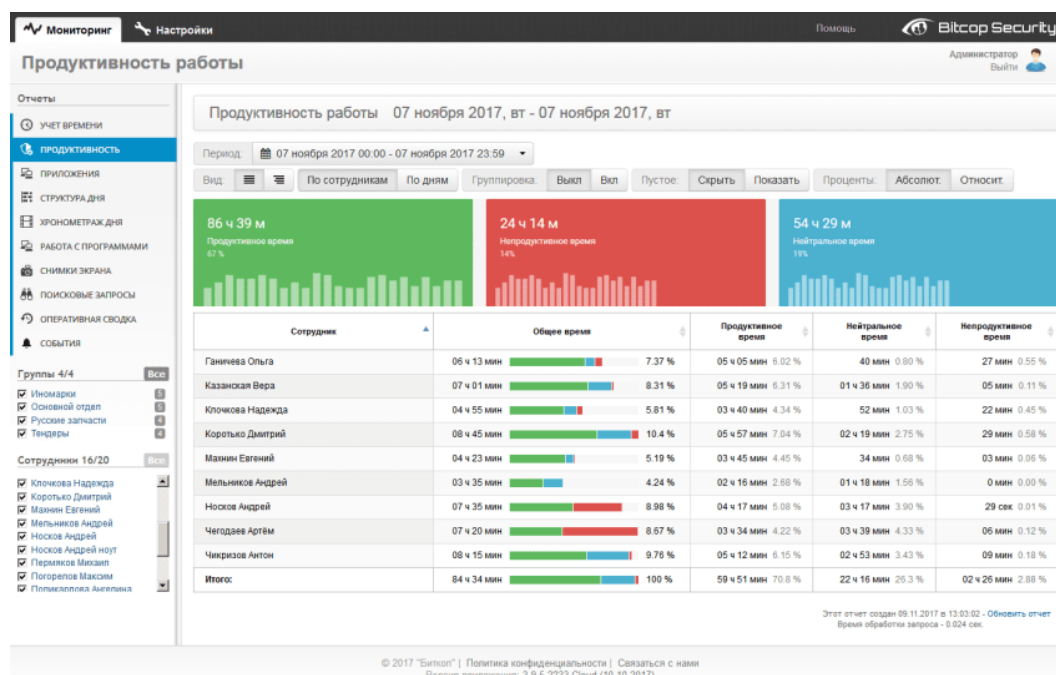 Мониторинг Настройки Помощь Bitcop Security
Продуктивность работы
Администратор
Выйти
Отчеты
УЧЕТ ВРЕМЕНИ
ПРОДУКТИВНОСТЬ
ПРИЛОЖЕНИЯ
СТРУКТУРА ДНЯ
ХРОНОМЕТРАЖ ДНЯ
РАБОТА С ПРОГРАММАМИ
СНИМКИ ЭКРАНА
ПОИСКОВЫЕ ЗАПРОСЫ
ОПЕРАТИВНАЯ СВОДКА
СОБЫТИЯ
Группы 4/4 Все
Иномарки 5
Основной отдел 5
Русские запчасти 4
Тендеры 4
Сотрудники 16/20 Все
Клочкова Надежда
Коротько Дмитрий
Махнин Евгений
Мельников Андрей
Носков Андрей
Носков Андрей ноут
Пермяков Михаил
Погорелов Максим
Поликарпова Ангелина
Продуктивность работы 07 ноября 2017, вт - 07 ноября 2017, вт
Период: 07 ноября 2017 00:00 - 07 ноября 2017 23:59
Вид: По сотрудникам По дням Группировка: Выкл Вкл Пустое: Скрыть Показать Проценты: Абсолют. Относит.
86 ч 39 м
Продуктивное время
67 %
24 ч 14 м
Непродуктивное время
14%
54 ч 29 м
Нейтральное время
19%
Сотрудник Общее время Продуктивное время Нейтральное время Непродуктивное время
Ганичева Ольга 06 ч 13 мин 7.37 % 05 ч 05 мин 6.02 % 40 мин 0.80 % 27 мин 0.55 %
Казанская Вера 07 ч 01 мин 8.31 % 05 ч 19 мин 6.31 % 01 ч 36 мин 1.90 % 05 мин 0.11 %
Клочкова Надежда 04 ч 55 мин 5.81 % 03 ч 40 мин 4.34 % 52 мин 1.03 % 22 мин 0.45 %
Коротько Дмитрий 08 ч 45 мин 10.4 % 05 ч 57 мин 7.04 % 02 ч 19 мин 2.75 % 29 мин 0.58 %
Махнин Евгений 04 ч 23 мин 5.19 % 03 ч 45 мин 4.45 % 34 мин 0.68 % 03 мин 0.06 %
Мельников Андрей 03 ч 35 мин 4.24 % 02 ч 16 мин 2.68 % 01 ч 18 мин 1.56 % 0 мин 0.00 %
Носков Андрей 07 ч 35 мин 8.98 % 04 ч 17 мин 5.08 % 03 ч 17 мин 3.90 % 29 сек 0.01 %
Чегодаев Артём 07 ч 20 мин 8.67 % 03 ч 34 мин 4.22 % 03 ч 39 мин 4.33 % 06 мин 0.12 %
Чикризов Антон 08 ч 15 мин 9.76 % 05 ч 12 мин 6.15 % 02 ч 53 мин 3.43 % 09 мин 0.18 %
Итого: 84 ч 34 мин 100 % 59 ч 51 мин 70.8 % 22 ч 16 мин 26.3 % 02 ч 26 мин 2.88 %
Этот отчет создан 09.11.2017 в 13:03:02 - Обновить отчет
Время обработки запроса - 0.024 сек.
© 2017 "Биткоп" | Политика конфиденциальности | Связаться с нами
Версия приложения: 3.9.5.2233 Cloud (10.10.2017)